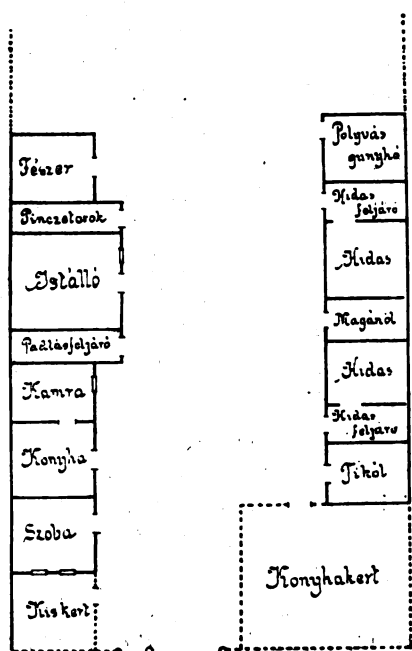 Fészer
Pinczetorok
Istálló
Padlásfeljáró
Kamra
Konyha
Szoba
Kiskert
Polyvás
gunyhó
Hidas
feljáró
Hidas
Magánól
Hidas
Hidas
feljáró
Tikól
Konyhakert